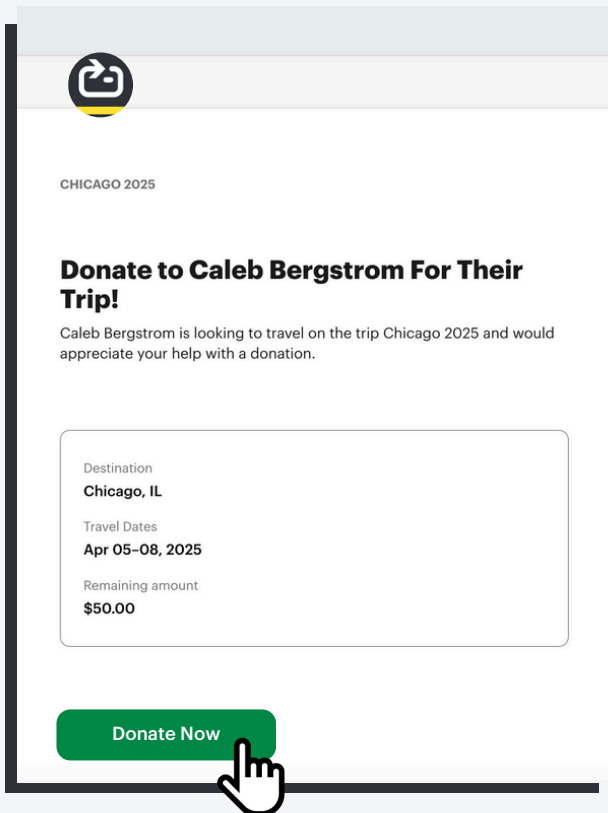 CHICAGO 2025
Donate to Caleb Bergstrom For Their
Trip!
Caleb Bergstrom is looking to travel on the trip Chicago 2025 and would
appreciate your help with a donation.
Destination
Chicago, IL
Travel Dates
Apr 05–08, 2025
Remaining amount
$50.00
Donate Now